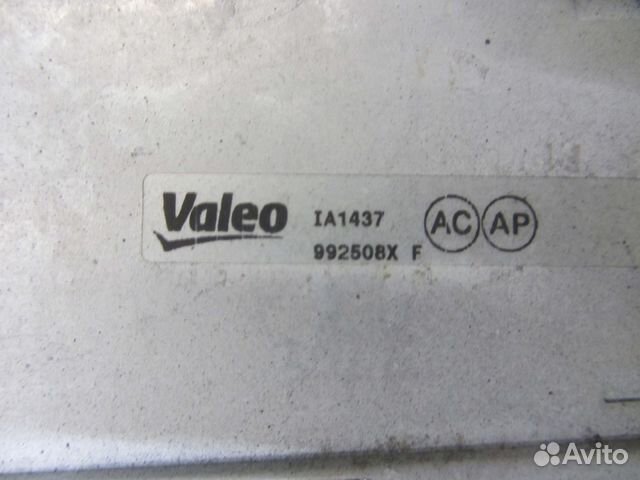 Valeo IA1437 AC AP
992508X F
Avito